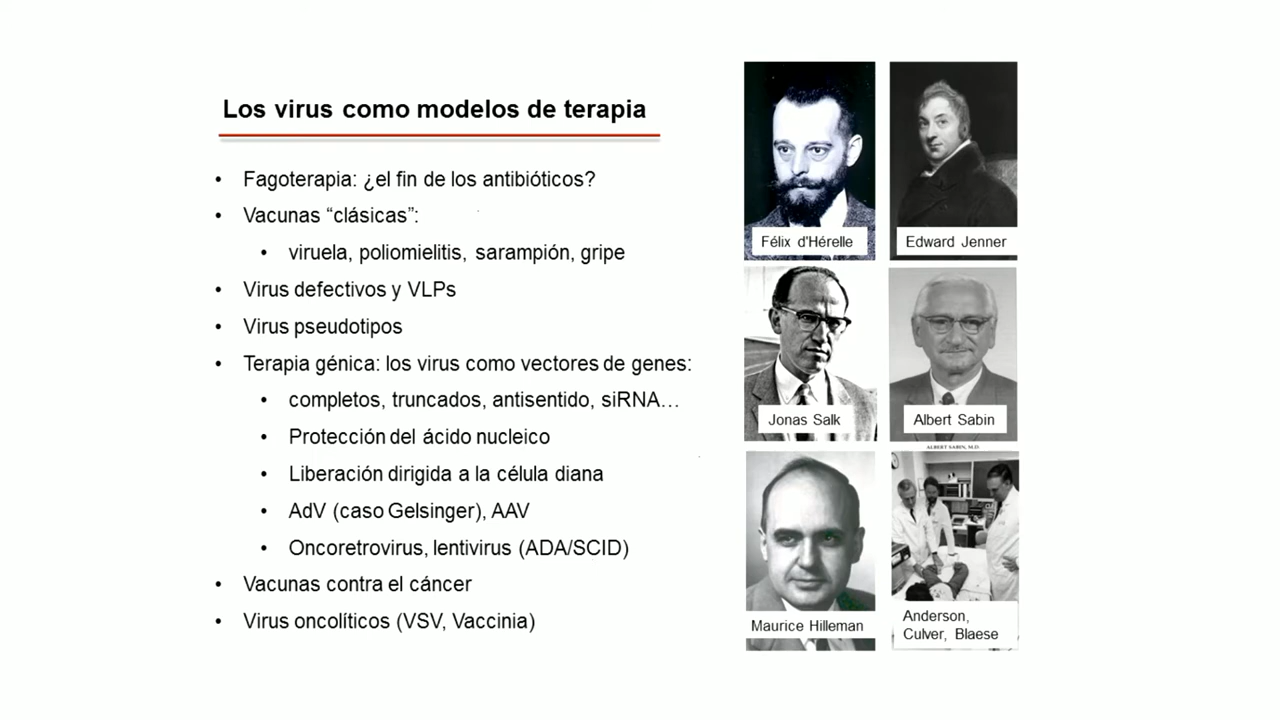 Los virus como modelos de terapia
• Fagoterapia: ¿el fin de los antibióticos?
• Vacunas “clásicas”:
• viruela, poliomielitis, sarampión, gripe
• Virus defectivos y VLPs
• Virus pseudotipos
• Terapia génica: los virus como vectores de genes:
• completos, truncados, antisentido, siRNA…
• Protección del ácido nucleico
• Liberación dirigida a la célula diana
• AdV (caso Gelsinger), AAV
• Oncoretrovirus, lentivirus (ADA/SCID)
• Vacunas contra el cáncer
• Virus oncolíticos (VSV, Vaccinia)
Félix d'Hérelle
Edward Jenner
Jonas Salk
Albert Sabin
ALBERT SABIN, M.D.
Maurice Hilleman
Anderson,
Culver, Blaese